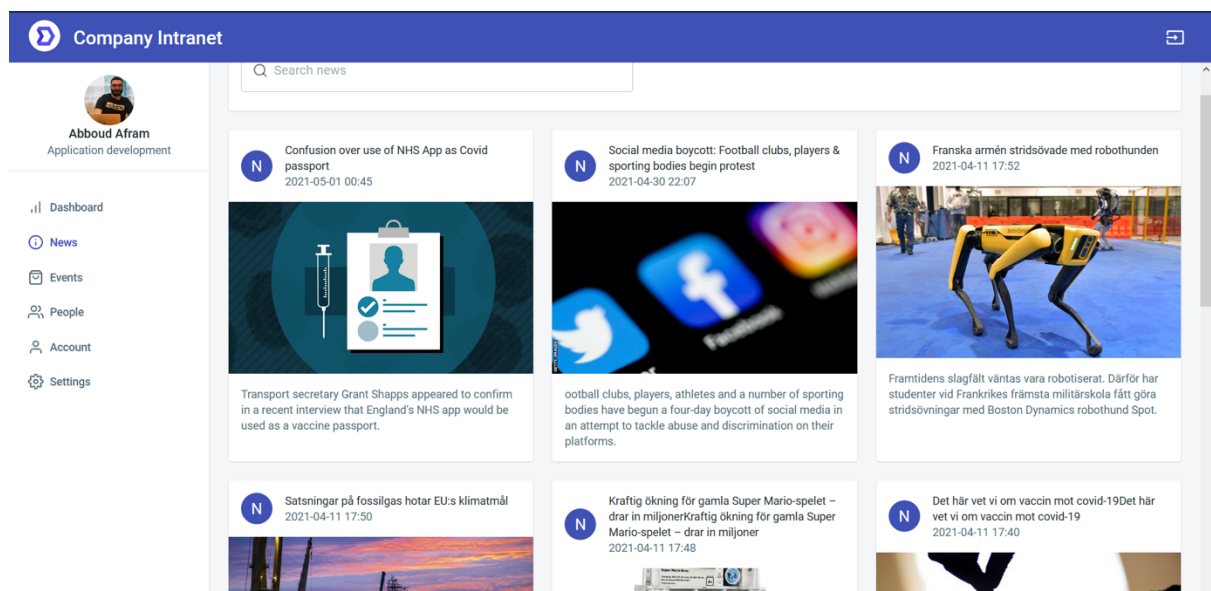 Company Intranet
Abboud Afram
Application development
Dashboard
News
Events
People
Account
Settings
Search news
N
Confusion over use of NHS App as Covid
passport
2021-05-01 00:45
Transport secretary Grant Shapps appeared to confirm
in a recent interview that England's NHS app would be
used as a vaccine passport.
N
Social media boycott: Football clubs, players &
sporting bodies begin protest
2021-04-30 22:07
Facebook
ootball clubs, players, athletes and a number of sporting
bodies have begun a four-day boycott of social media in
an attempt to tackle abuse and discrimination on their
platforms.
N
Franska armén stridsövade med robothunden
2021-04-11 17:52
Framtidens slagfält väntas vara robotiserat. Därför har
studenter vid Frankrikes främsta militärskola fått göra
stridsövningar med Boston Dynamics robothund Spot.
N
Satsningar på fossilgas hotar EU:s klimatmål
2021-04-11 17:50
N
Kraftig ökning för gamla Super Mario-spelet –
drar in miljonerKraftig ökning för gamla Super
Mario-spelet – drar in miljoner
2021-04-11 17:48
Super Mario Bros.
N
Det här vet vi om vaccin mot covid-19Det här
vet vi om vaccin mot covid-19
2021-04-11 17:40